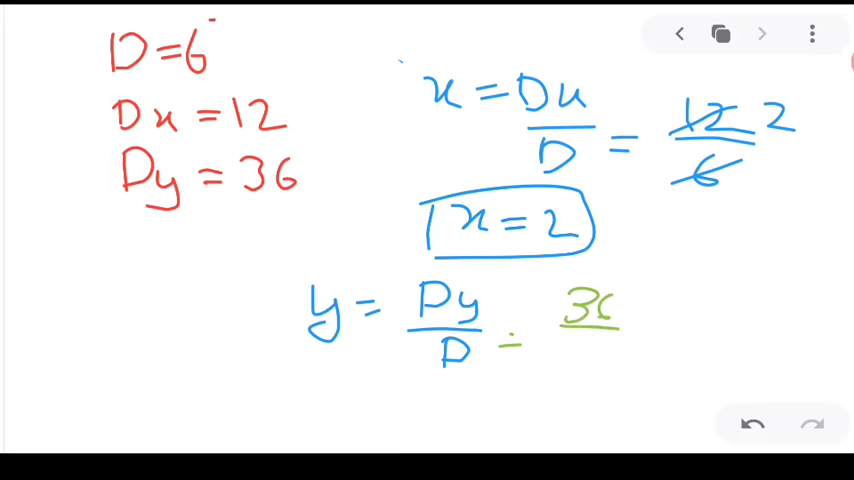 D = 6
Dx = 12
Dy = 36
x = Dx / D = 12 / 6 2
x = 2
y = Dy / D = 36